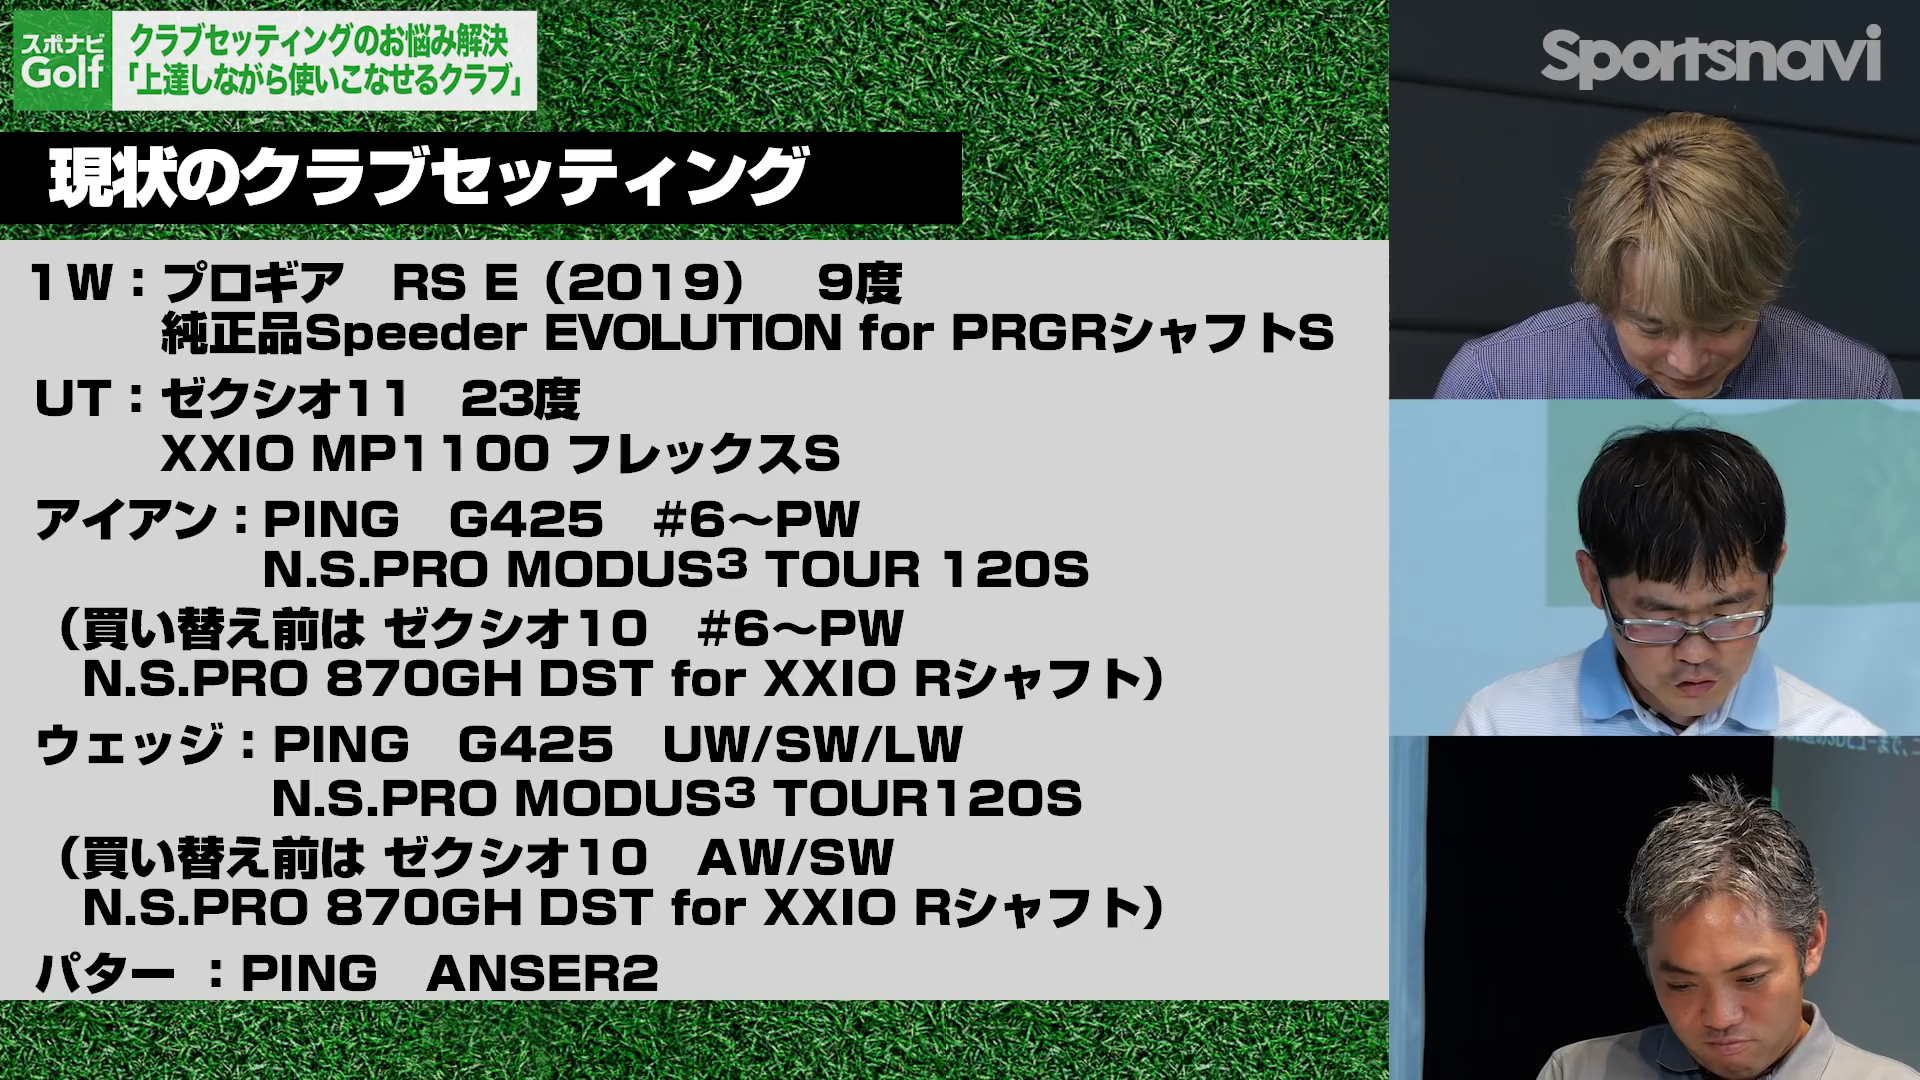 スポナビ
Golf
クラブセッティングのお悩み解決
「上達しながら使いこなせるクラブ」
Sportsnavi
現状のクラブセッティング
1W：プロギア　RS E（2019）　9度
純正品Speeder EVOLUTION for PRGRシャフトS
UT：ゼクシオ11　23度
XXIO MP1100 フレックスS
アイアン：PING　G425　#6～PW
N.S.PRO MODUS³ TOUR 120S
（買い替え前は ゼクシオ10　#6～PW
N.S.PRO 870GH DST for XXIO Rシャフト）
ウェッジ：PING　G425　UW/SW/LW
N.S.PRO MODUS³ TOUR120S
（買い替え前は ゼクシオ10　AW/SW
N.S.PRO 870GH DST for XXIO Rシャフト）
パター ：PING　ANSER2